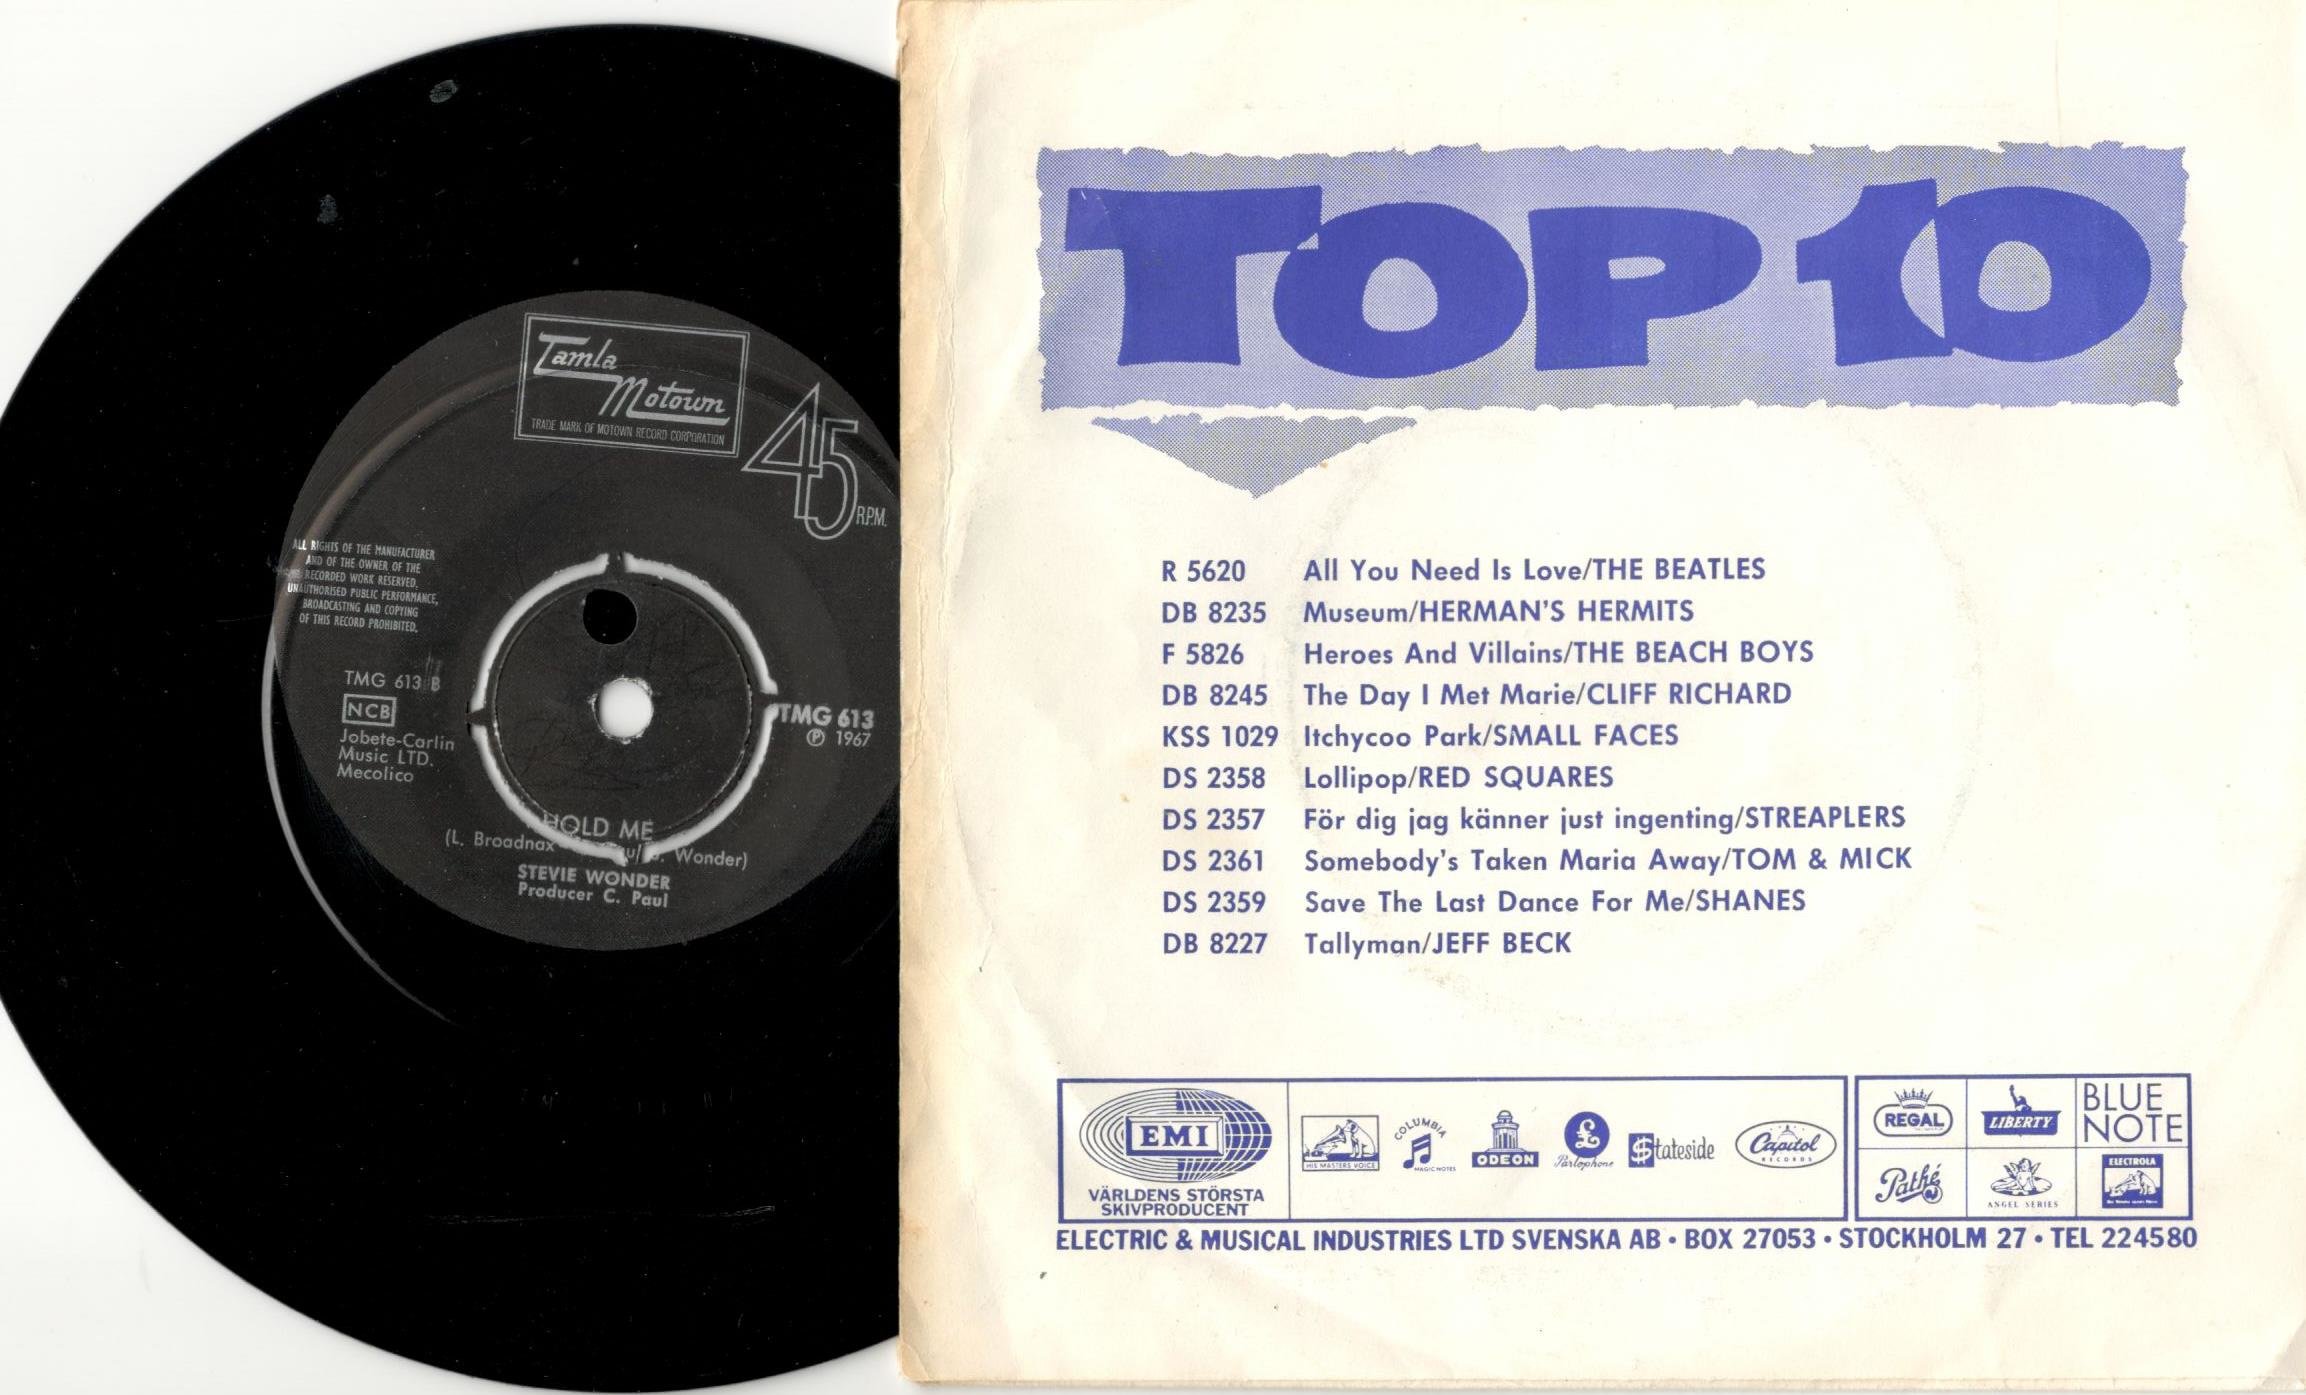 Tamla
Motown
TRADE MARK OF MOTOWN RECORD CORPORATION
45
R.P.M.
ALL RIGHTS OF THE MANUFACTURER
AND OF THE OWNER OF THE
RECORDED WORK RESERVED.
UNAUTHORISED PUBLIC PERFORMANCE,
BROADCASTING AND COPYING
OF THIS RECORD PROHIBITED.
TMG 613 B
NCB
Jobete-Carlin
Music LTD.
Mecolico
TMG 613
℗ 1967
HOLD ME
(L. Broadnax Wonder)
STEVIE WONDER
Producer C. Paul
TOP 10
R 5620 All You Need Is Love/THE BEATLES
DB 8235 Museum/HERMAN'S HERMITS
F 5826 Heroes And Villains/THE BEACH BOYS
DB 8245 The Day I Met Marie/CLIFF RICHARD
KSS 1029 Itchycoo Park/SMALL FACES
DS 2358 Lollipop/RED SQUARES
DS 2357 För dig jag känner just ingenting/STREAPLERS
DS 2361 Somebody's Taken Maria Away/TOM & MICK
DS 2359 Save The Last Dance For Me/SHANES
DB 8227 Tallyman/JEFF BECK
EMI
VÄRLDENS STÖRSTA
SKIVPRODUCENT
HIS MASTERS VOICE
COLUMBIA
MAGIC NOTES
ODEON
£
Parlophone
$tateside
Capitol
RECORDS
REGAL
LIBERTY
BLUE
NOTE
Pathé
ANGEL SERIES
ELECTROLA
ELECTRIC & MUSICAL INDUSTRIES LTD SVENSKA AB • BOX 27053 • STOCKHOLM 27 • TEL 224580